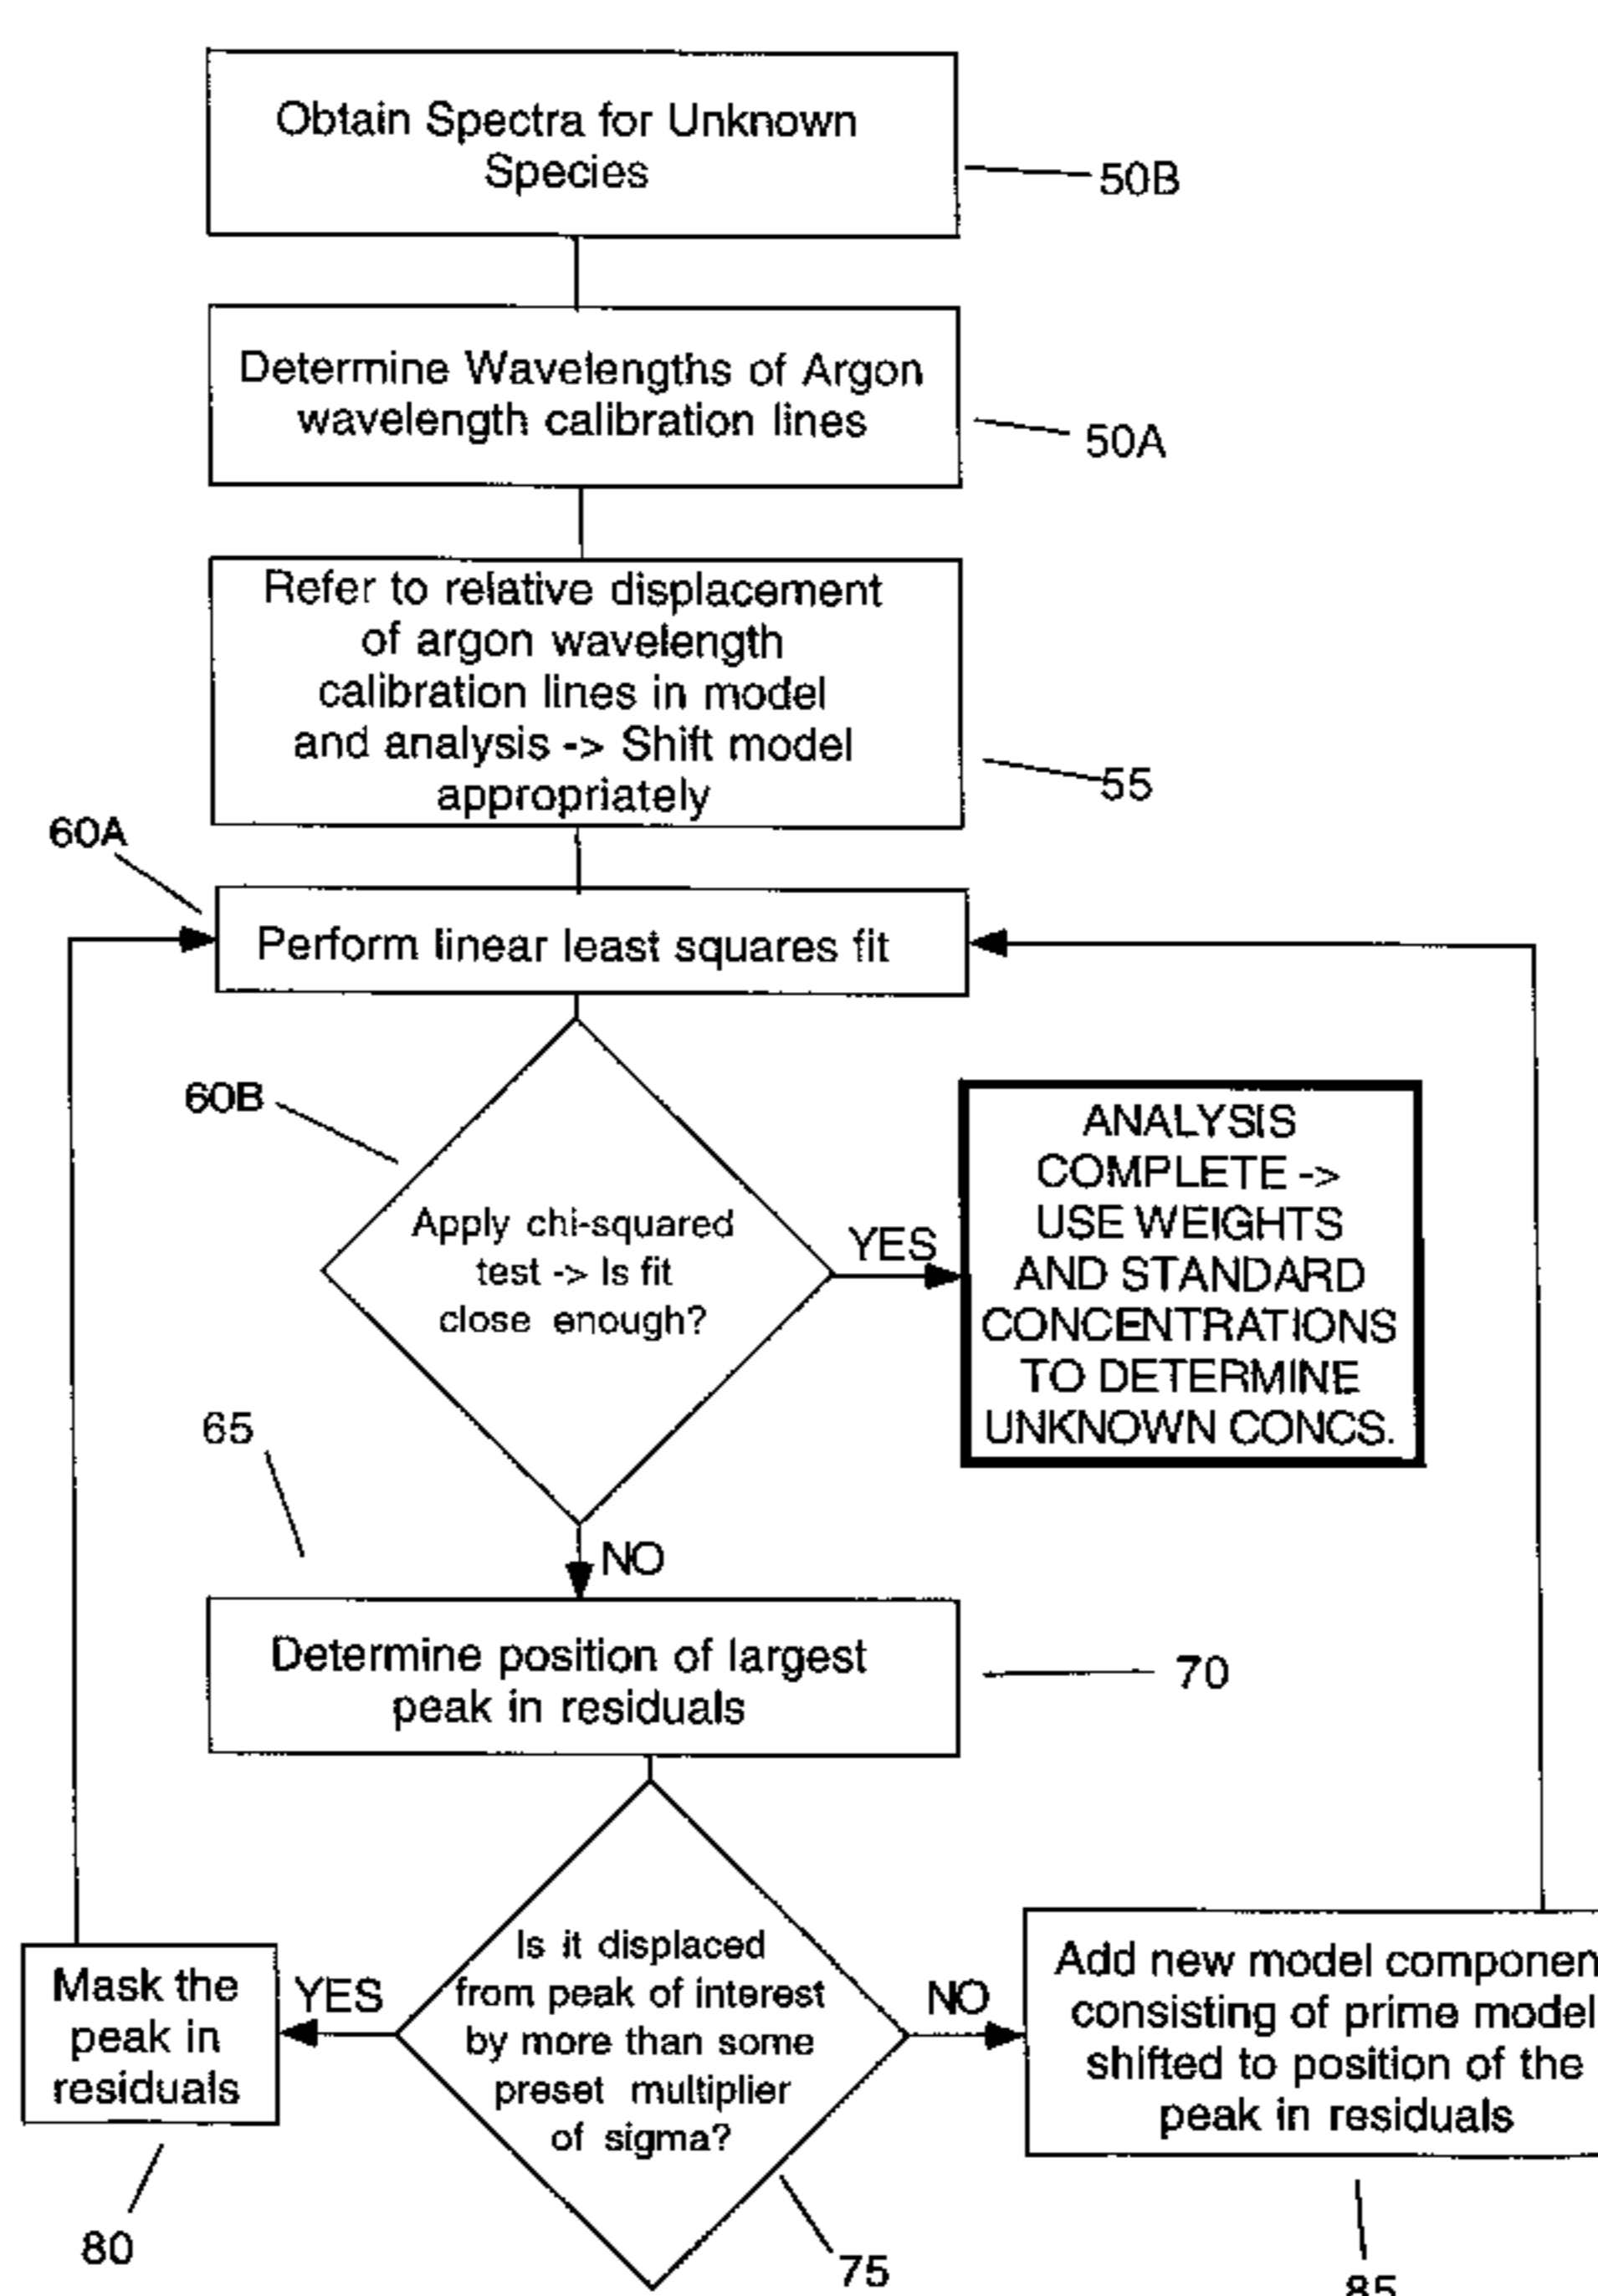 Obtain Spectra for Unknown
Species
50B
Determine Wavelengths of Argon
wavelength calibration lines
50A
Refer to relative displacement
of argon wavelength
calibration lines in model
and analysis -> Shift model
appropriately
55
60A
Perform linear least squares fit
60B
Apply chi-squared
test -> Is fit
close enough?
YES
ANALYSIS
COMPLETE ->
USE WEIGHTS
AND STANDARD
CONCENTRATIONS
TO DETERMINE
UNKNOWN CONCS.
65
NO
Determine position of largest
peak in residuals
70
Is it displaced
from peak of interest
by more than some
preset multiplier
of sigma?
YES
Mask the
peak in
residuals
NO
Add new model componen
consisting of prime model
shifted to position of the
peak in residuals
80
75
85